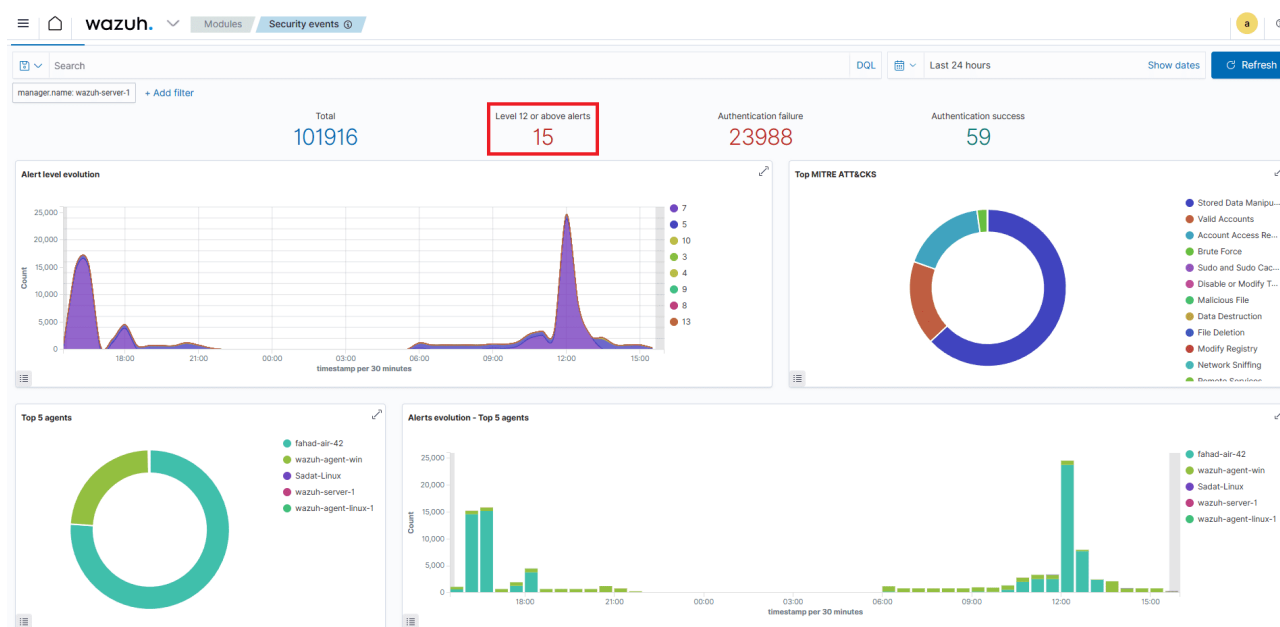 wazuh. Modules Security events
Search DQL Last 24 hours Show dates Refresh
manager.name: wazuh-server-1 + Add filter
Total
101916
Level 12 or above alerts
15
Authentication failure
23988
Authentication success
59
a
Alert level evolution
25,000
20,000
15,000
10,000
5,000
0
Count
18:00 21:00 00:00 03:00 06:00 09:00 12:00 15:00
timestamp per 30 minutes
7
5
10
3
4
9
8
13
Top MITRE ATT&CKS
Stored Data Manipu...
Valid Accounts
Account Access Re...
Brute Force
Sudo and Sudo Cac...
Disable or Modify T...
Malicious File
Data Destruction
File Deletion
Modify Registry
Network Sniffing
Remote Services
Top 5 agents
fahad-air-42
wazuh-agent-win
Sadat-Linux
wazuh-server-1
wazuh-agent-linux-1
Alerts evolution - Top 5 agents
25,000
20,000
15,000
10,000
5,000
0
Count
18:00 21:00 00:00 03:00 06:00 09:00 12:00 15:00
timestamp per 30 minutes
fahad-air-42
wazuh-agent-win
Sadat-Linux
wazuh-server-1
wazuh-agent-linux-1